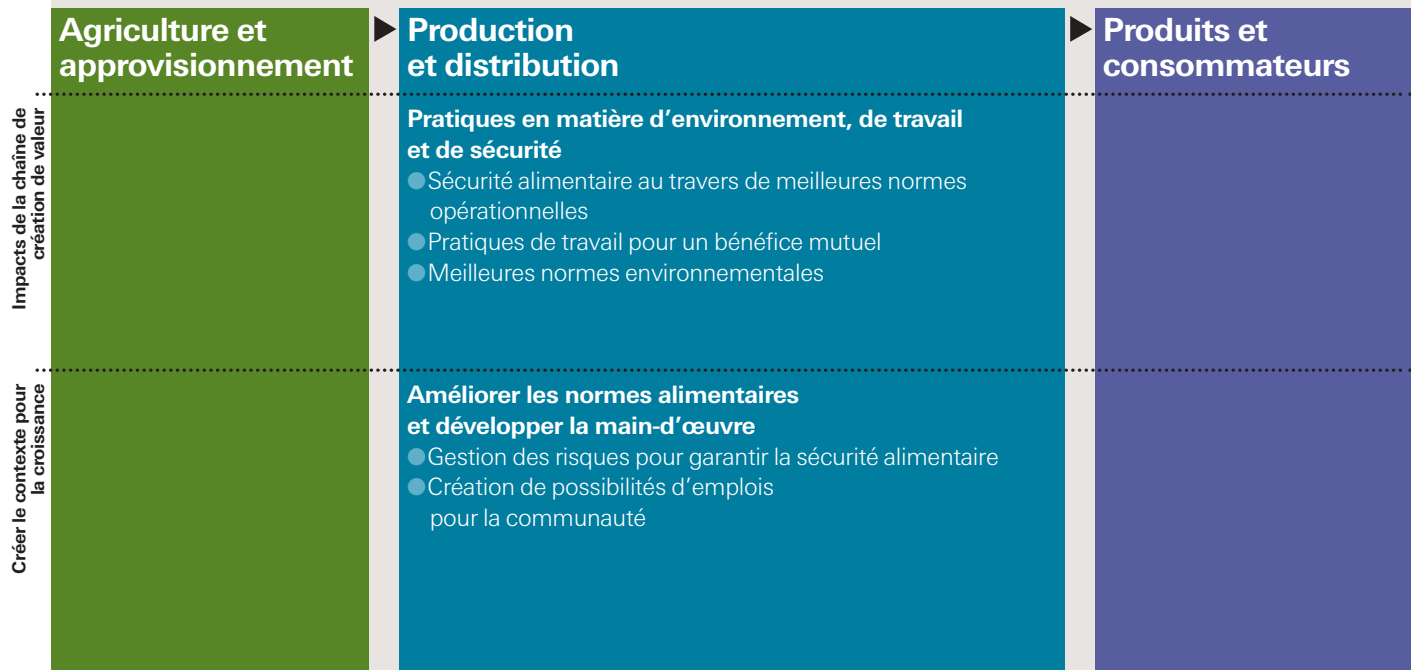 Agriculture et
approvisionnement
Production
et distribution
Produits et
consommateurs
Impacts de la chaîne de
création de valeur
Pratiques en matière d’environnement, de travail
et de sécurité
Sécurité alimentaire au travers de meilleures normes
opérationnelles
Pratiques de travail pour un bénéfice mutuel
Meilleures normes environnementales
Créer le contexte pour
la croissance
Améliorer les normes alimentaires
et développer la main-d’œuvre
Gestion des risques pour garantir la sécurité alimentaire
Création de possibilités d’emplois
pour la communauté